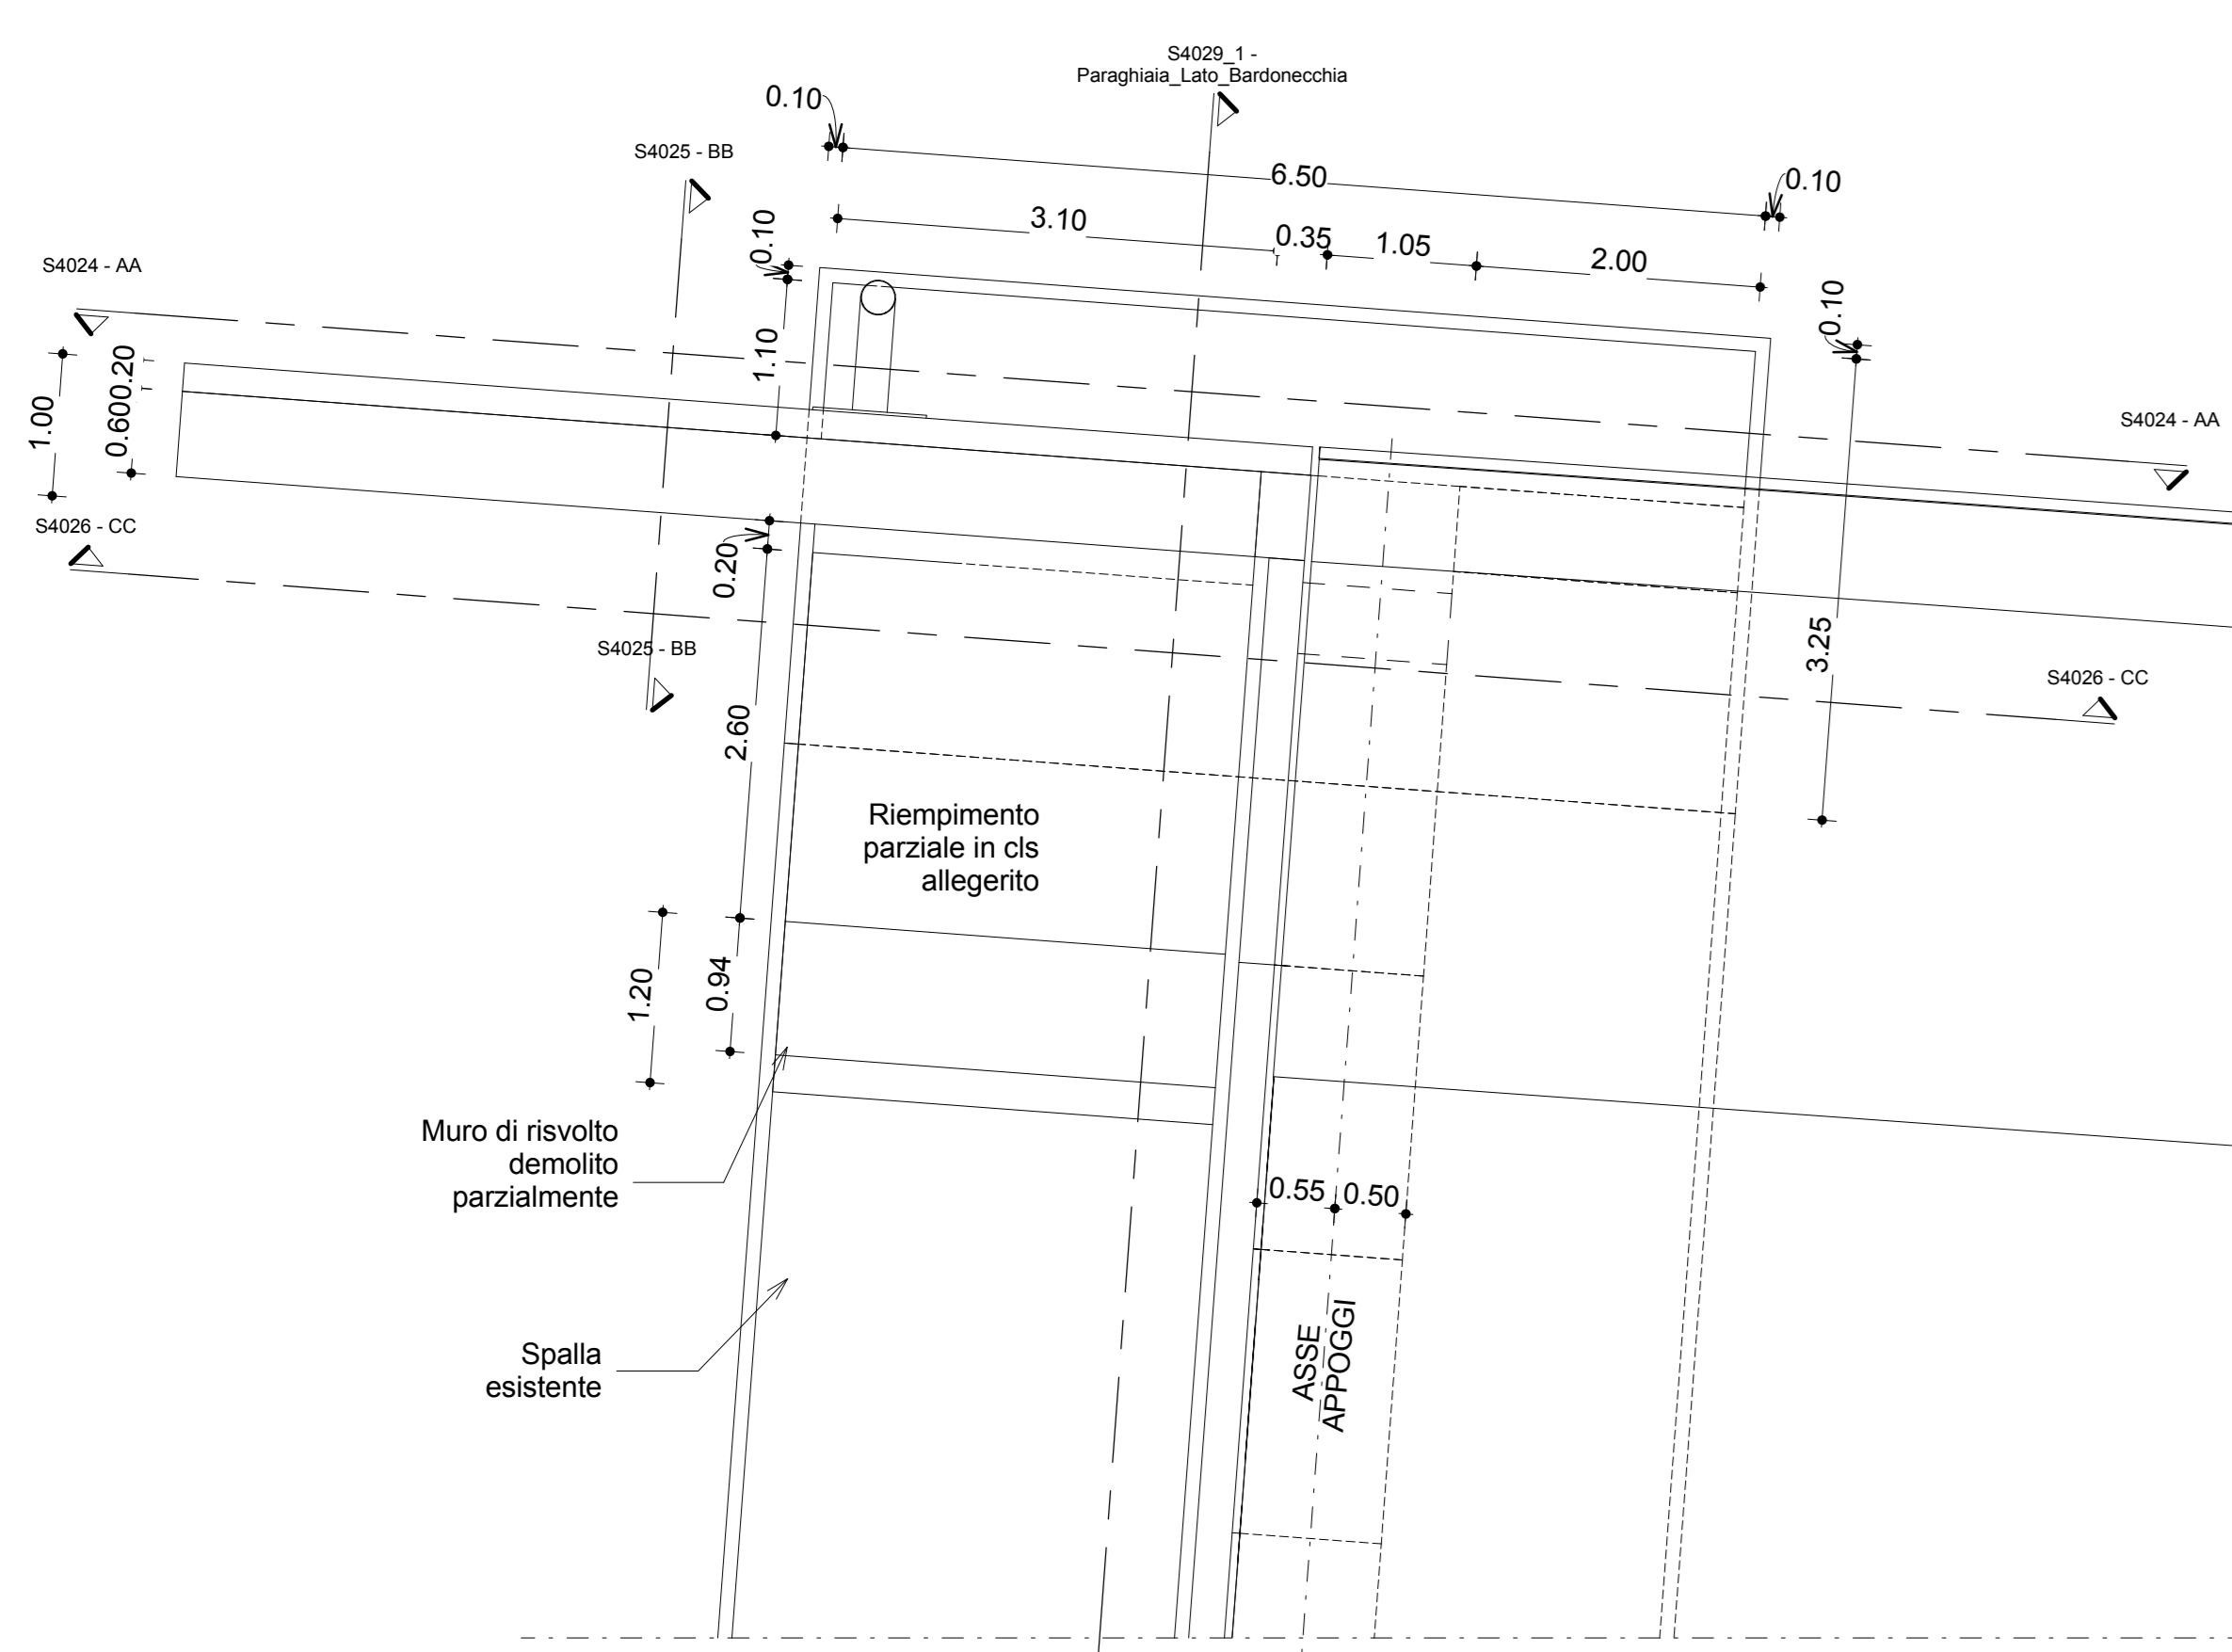 S4029_1 -
Paraghiaia_Lato_Bardonecchia
0.10
S4025 - BB
6.50
0.10
3.10
0.35
1.05
2.00
0.10
S4024 - AA
0.10
1.10
0.20
0.60
1.00
S4024 - AA
S4026 - CC
0.20
S4025 - BB
3.25
S4026 - CC
2.60
Riempimento
parziale in cls
allegerito
1.20
0.94
Muro di risvolto
demolito
parzialmente
0.55
0.50
Spalla
esistente
ASSE
APPOGGI